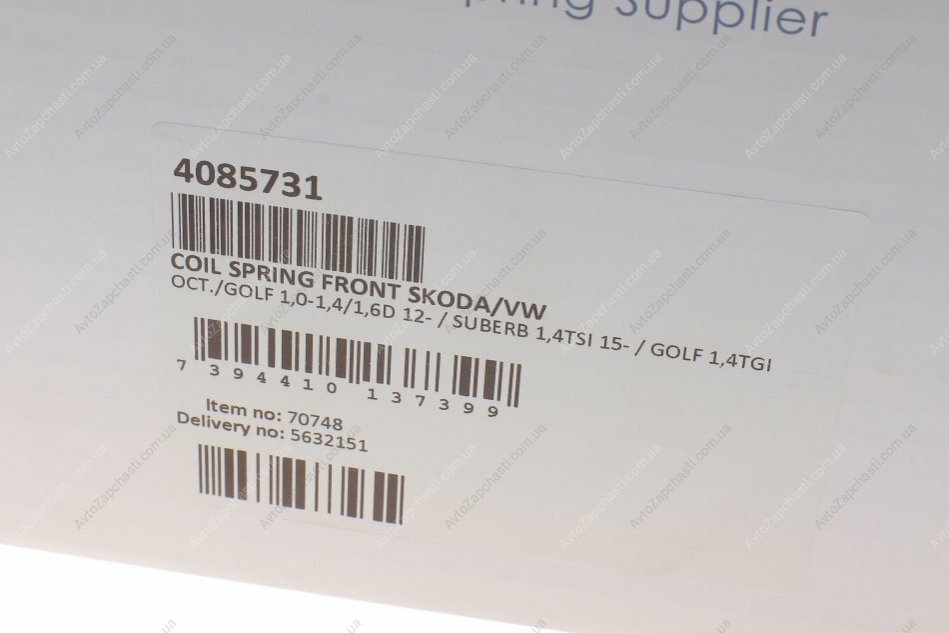 Spring Supplier
4085731
COIL SPRING FRONT SKODA/VW
OCT./GOLF 1,0-1,4/1,6D 12- / SUBERB 1,4TSI 15- / GOLF 1,4TGI
7 394410 137399
Item no: 70748
Delivery no: 5632151
AvtoZapchasti.com.ua